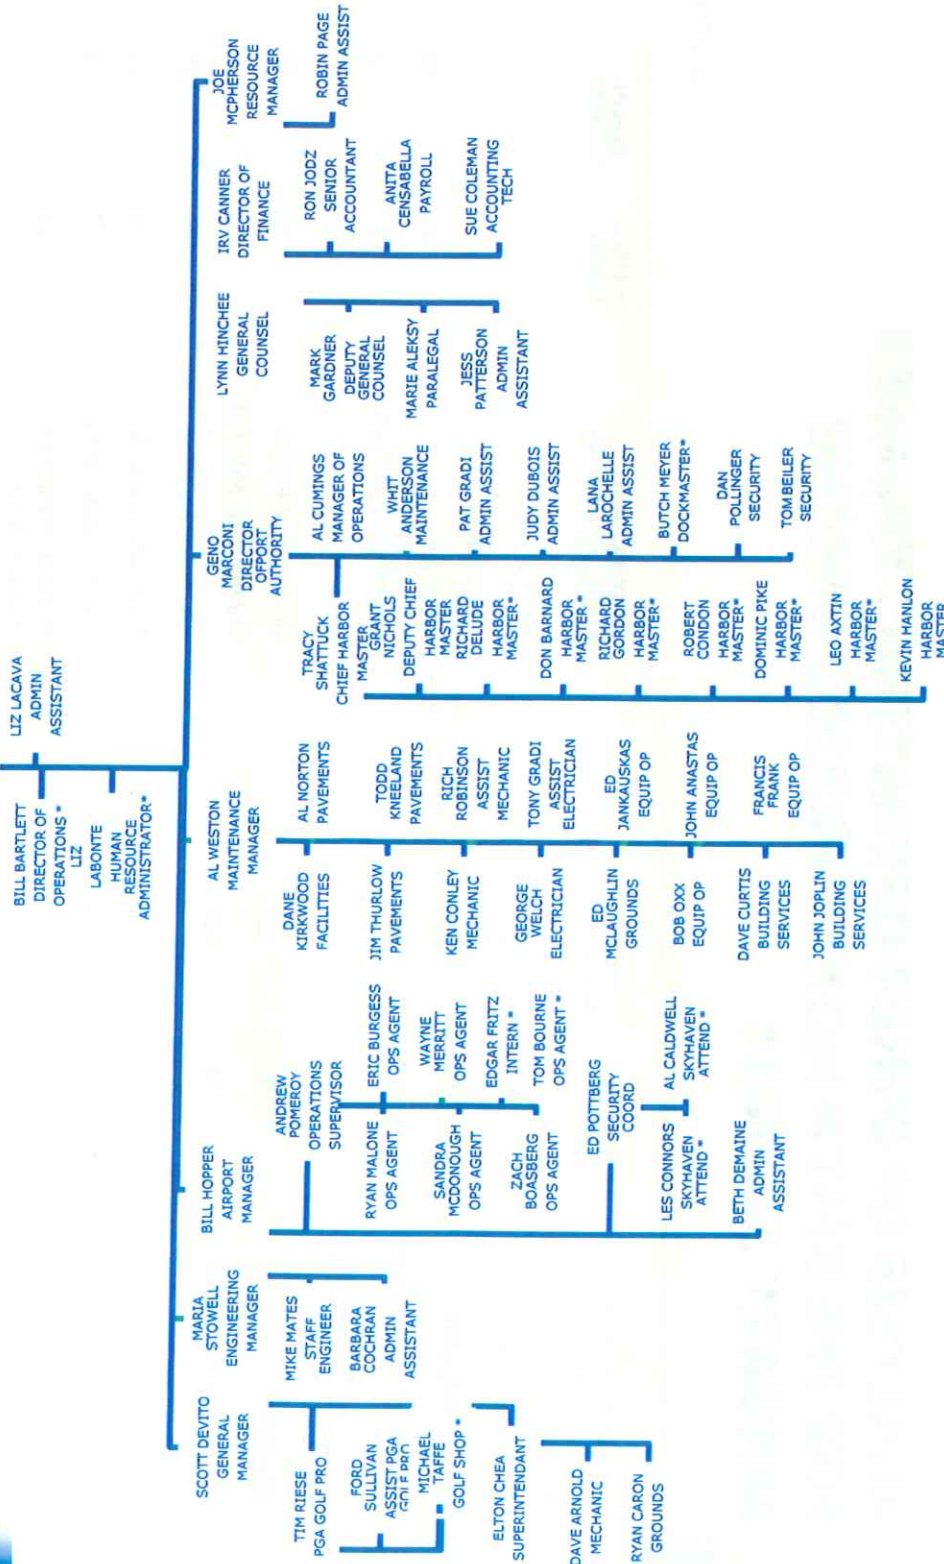 LIZ LACAVA
ADMIN
ASSISTANT
BILL BARTLETT
DIRECTOR OF
OPERATIONS *
LIZ
LABONTE
HUMAN
RESOURCE
ADMINISTRATOR*
SCOTT DEVITO
GENERAL
MANAGER
TIM RIESE
PGA GOLF PRO
FORD
SULLIVAN
ASSIST PGA
GOLF PRO
MICHAEL
TAFFE
GOLF SHOP *
ELTON CHEA
SUPERINTENDANT
DAVE ARNOLD
MECHANIC
RYAN CARON
GROUNDS
MARIA
STOWELL
ENGINEERING
MANAGER
MIKE MATES
STAFF
ENGINEER
BARBARA
COCHRAN
ADMIN
ASSISTANT
BILL HOPPER
AIRPORT
MANAGER
ANDREW
POMEROY
OPERATIONS
SUPERVISOR
ERIC BURGESS
OPS AGENT
RYAN MALONE
OPS AGENT
WAYNE
MERRITT
OPS AGENT
SANDRA
MCDONOUGH
OPS AGENT
EDGAR FRITZ
INTERN *
ZACH
BOASBERG
OPS AGENT
TOM BOURNE
OPS AGENT *
ED POTTBERG
SECURITY
COORD
AL CALDWELL
SKYHAVEN
ATTEND *
LES CONNORS
SKYHAVEN
ATTEND *
BETH DEMAINE
ADMIN
ASSISTANT
AL WESTON
MAINTENANCE
MANAGER
DANE
KIRKWOOD
FACILITIES
AL NORTON
PAVEMENTS
JIM THURLOW
PAVEMENTS
TODD
KNEELAND
PAVEMENTS
KEN CONLEY
MECHANIC
RICH
ROBINSON
ASSIST
MECHANIC
GEORGE
WELCH
ELECTRICIAN
TONY GRADI
ASSIST
ELECTRICIAN
ED
MCLAUGHLIN
GROUNDS
ED
JANKAUSKAS
EQUIP OP
BOB OXX
EQUIP OP
JOHN ANASTAS
EQUIP OP
DAVE CURTIS
BUILDING
SERVICES
FRANCIS
FRANK
EQUIP OP
JOHN JOPLIN
BUILDING
SERVICES
GENO
MARCONI
DIRECTOR
OFPORT
AUTHORITY
TRACY
SHATTUCK
CHIEF HARBOR
MASTER
GRANT
NICHOLS
DEPUTY CHIEF
HARBOR
MASTER
RICHARD
DELUDE
HARBOR
MASTER*
DON BARNARD
HARBOR
MASTER*
RICHARD
GORDON
HARBOR
MASTER*
ROBERT
CONDON
HARBOR
MASTER*
DOMINIC PIKE
HARBOR
MASTER*
LEO AXTIN
HARBOR
MASTER*
KEVIN HANLON
HARBOR
MASTER
AL CUMINGS
MANAGER OF
OPERATIONS
WHIT
ANDERSON
MAINTENANCE
PAT GRADI
ADMIN ASSIST
JUDY DUBOIS
ADMIN ASSIST
LANA
LAROCHELLE
ADMIN ASSIST
BUTCH MEYER
DOCKMASTER*
DAN
POLLINGER
SECURITY
TOM BEILER
SECURITY
LYNN HINCHEE
GENERAL
COUNSEL
MARK
GARDNER
DEPUTY
GENERAL
COUNSEL
MARIE ALEKSY
PARALEGAL
JESS
PATTERSON
ADMIN
ASSISTANT
IRV CANNER
DIRECTOR OF
FINANCE
RON JODZ
SENIOR
ACCOUNTANT
ANITA
CENSABELLA
PAYROLL
SUE COLEMAN
ACCOUNTING
TECH
JOE
MCPHERSON
RESOURCE
MANAGER
ROBIN PAGE
ADMIN ASSIST